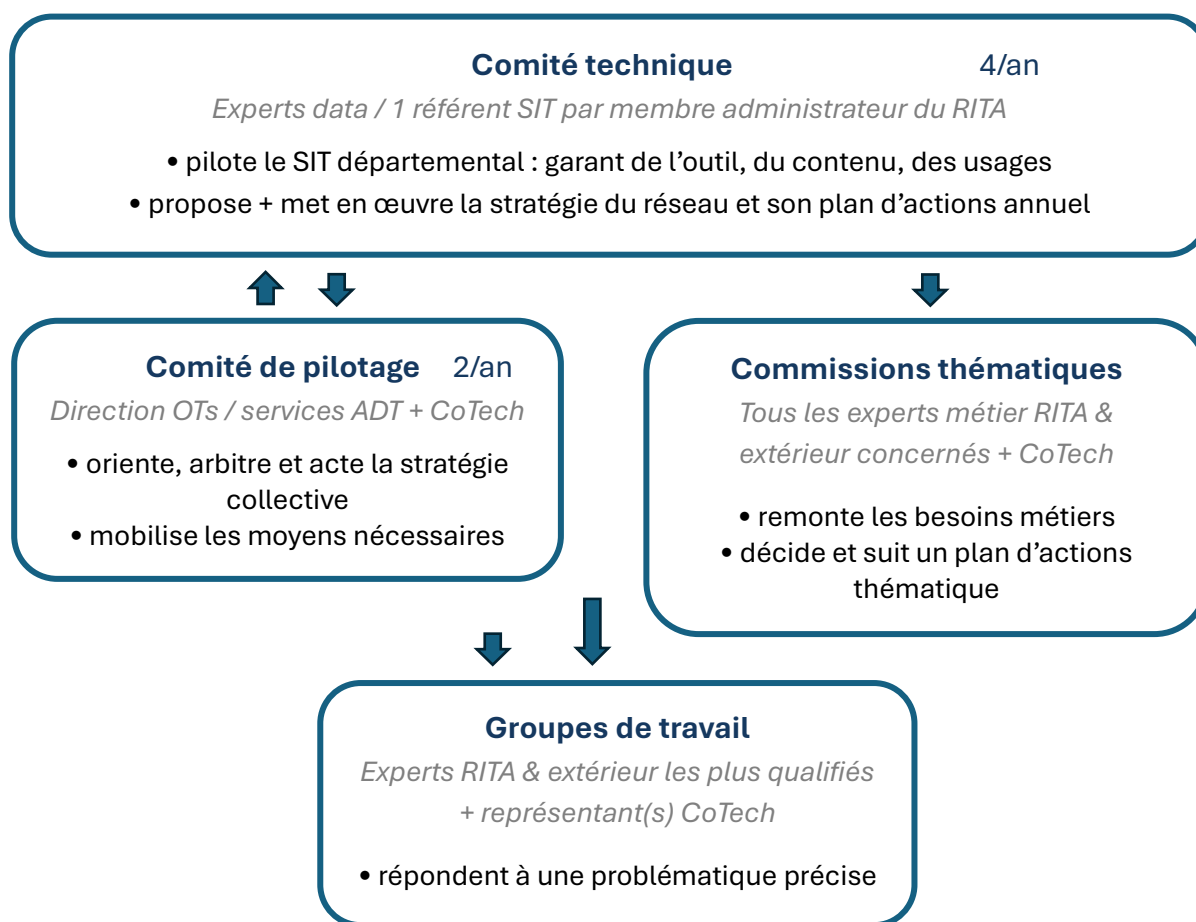 Comité technique 4/an
Experts data / 1 référent SIT par membre administrateur du RITA
• pilote le SIT départemental : garant de l’outil, du contenu, des usages
• propose + met en œuvre la stratégie du réseau et son plan d’actions annuel
Comité de pilotage 2/an
Direction OTs / services ADT + CoTech
• oriente, arbitre et acte la stratégie
collective
• mobilise les moyens nécessaires
Commissions thématiques
Tous les experts métier RITA &
extérieur concernés + CoTech
• remonte les besoins métiers
• décide et suit un plan d’actions
thématique
Groupes de travail
Experts RITA & extérieur les plus qualifiés
+ représentant(s) CoTech
• répondent à une problématique précise